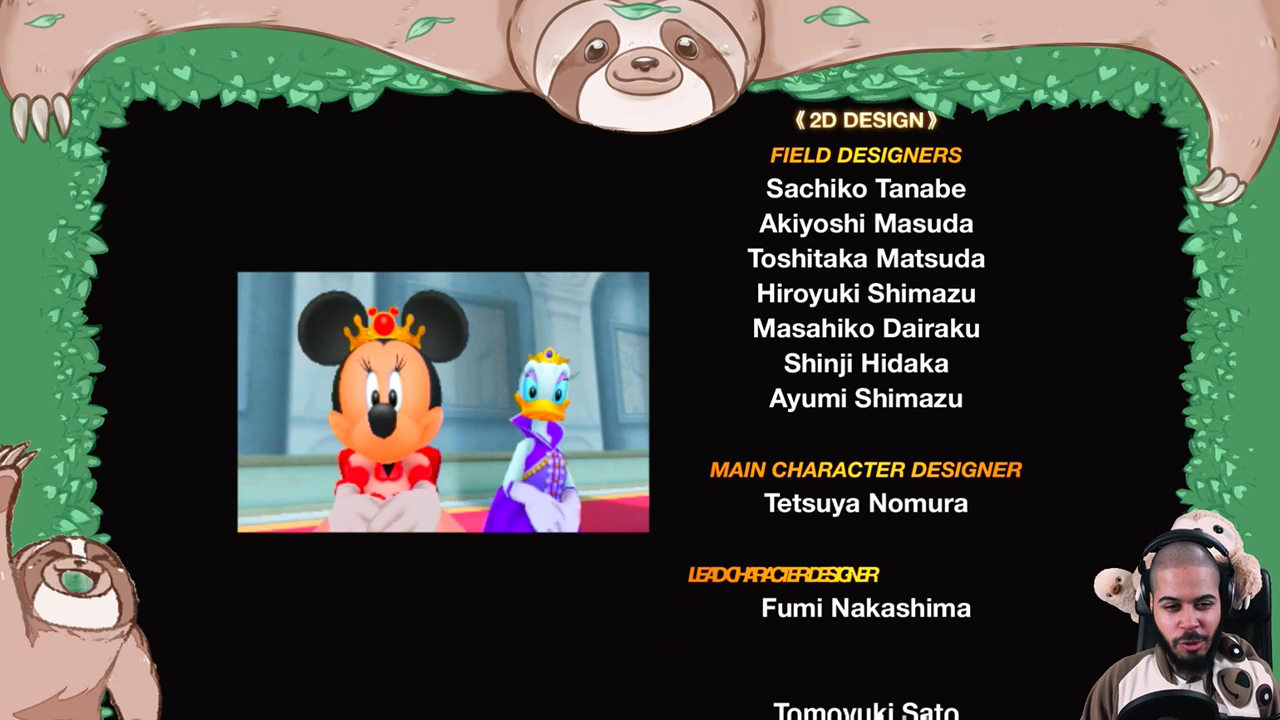 《 2D DESIGN 》
FIELD DESIGNERS
Sachiko Tanabe
Akiyoshi Masuda
Toshitaka Matsuda
Hiroyuki Shimazu
Masahiko Dairaku
Shinji Hidaka
Ayumi Shimazu
MAIN CHARACTER DESIGNER
Tetsuya Nomura
LEAD CHARACTER DESIGNER
Fumi Nakashima
Tomoyuki Sato